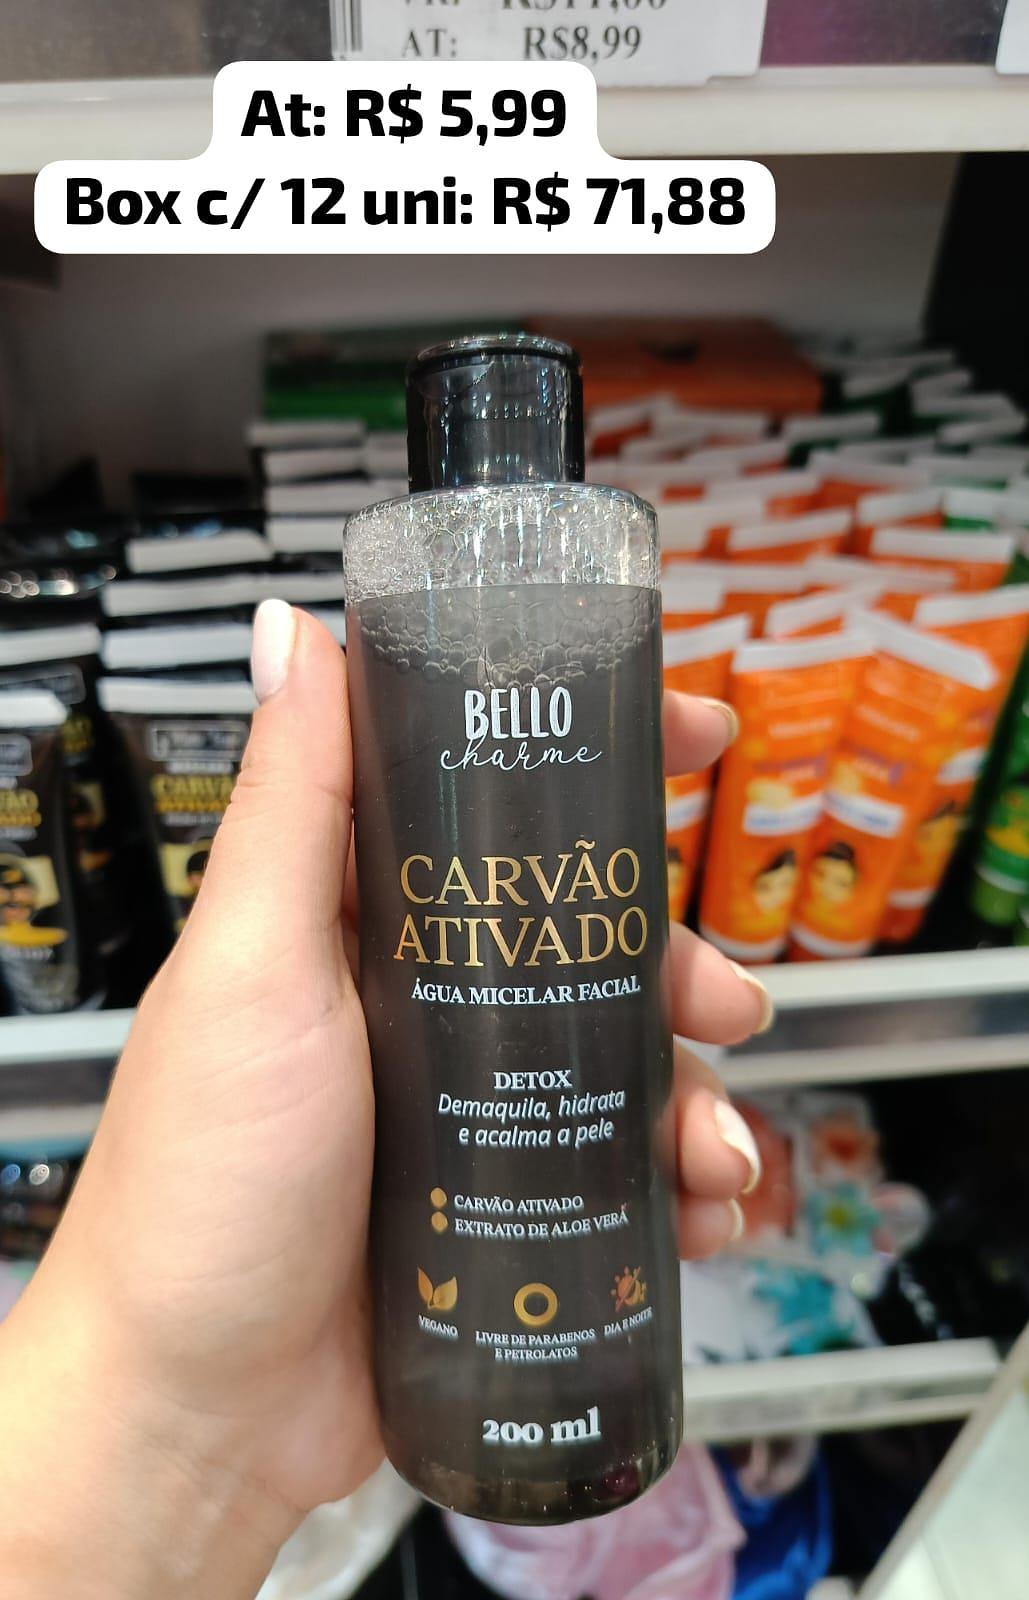 AT: R$8,99
At: R$ 5,99
Box c/ 12 uni: R$ 71,88
BELLO
charme
CARVÃO
ATIVADO
ÁGUA MICELAR FACIAL
DETOX
Demaquila, hidrata
e acalma a pele
CARVÃO ATIVADO
EXTRATO DE ALOE VERA
VEGANO
LIVRE DE PARABENOS
E PETROLATOS
DIA E NOITE
200 ml
CARVÃO
ATIVADO